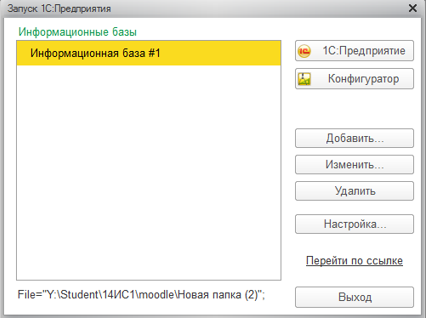 Запуск 1С:Предприятия
Информационные базы
Информационная база #1
1С:Предприятие
Конфигуратор
Добавить...
Изменить...
Удалить
Настройка...
Перейти по ссылке
File="Y:\Student\14ИС1\moodle\Новая папка (2)";
Выход